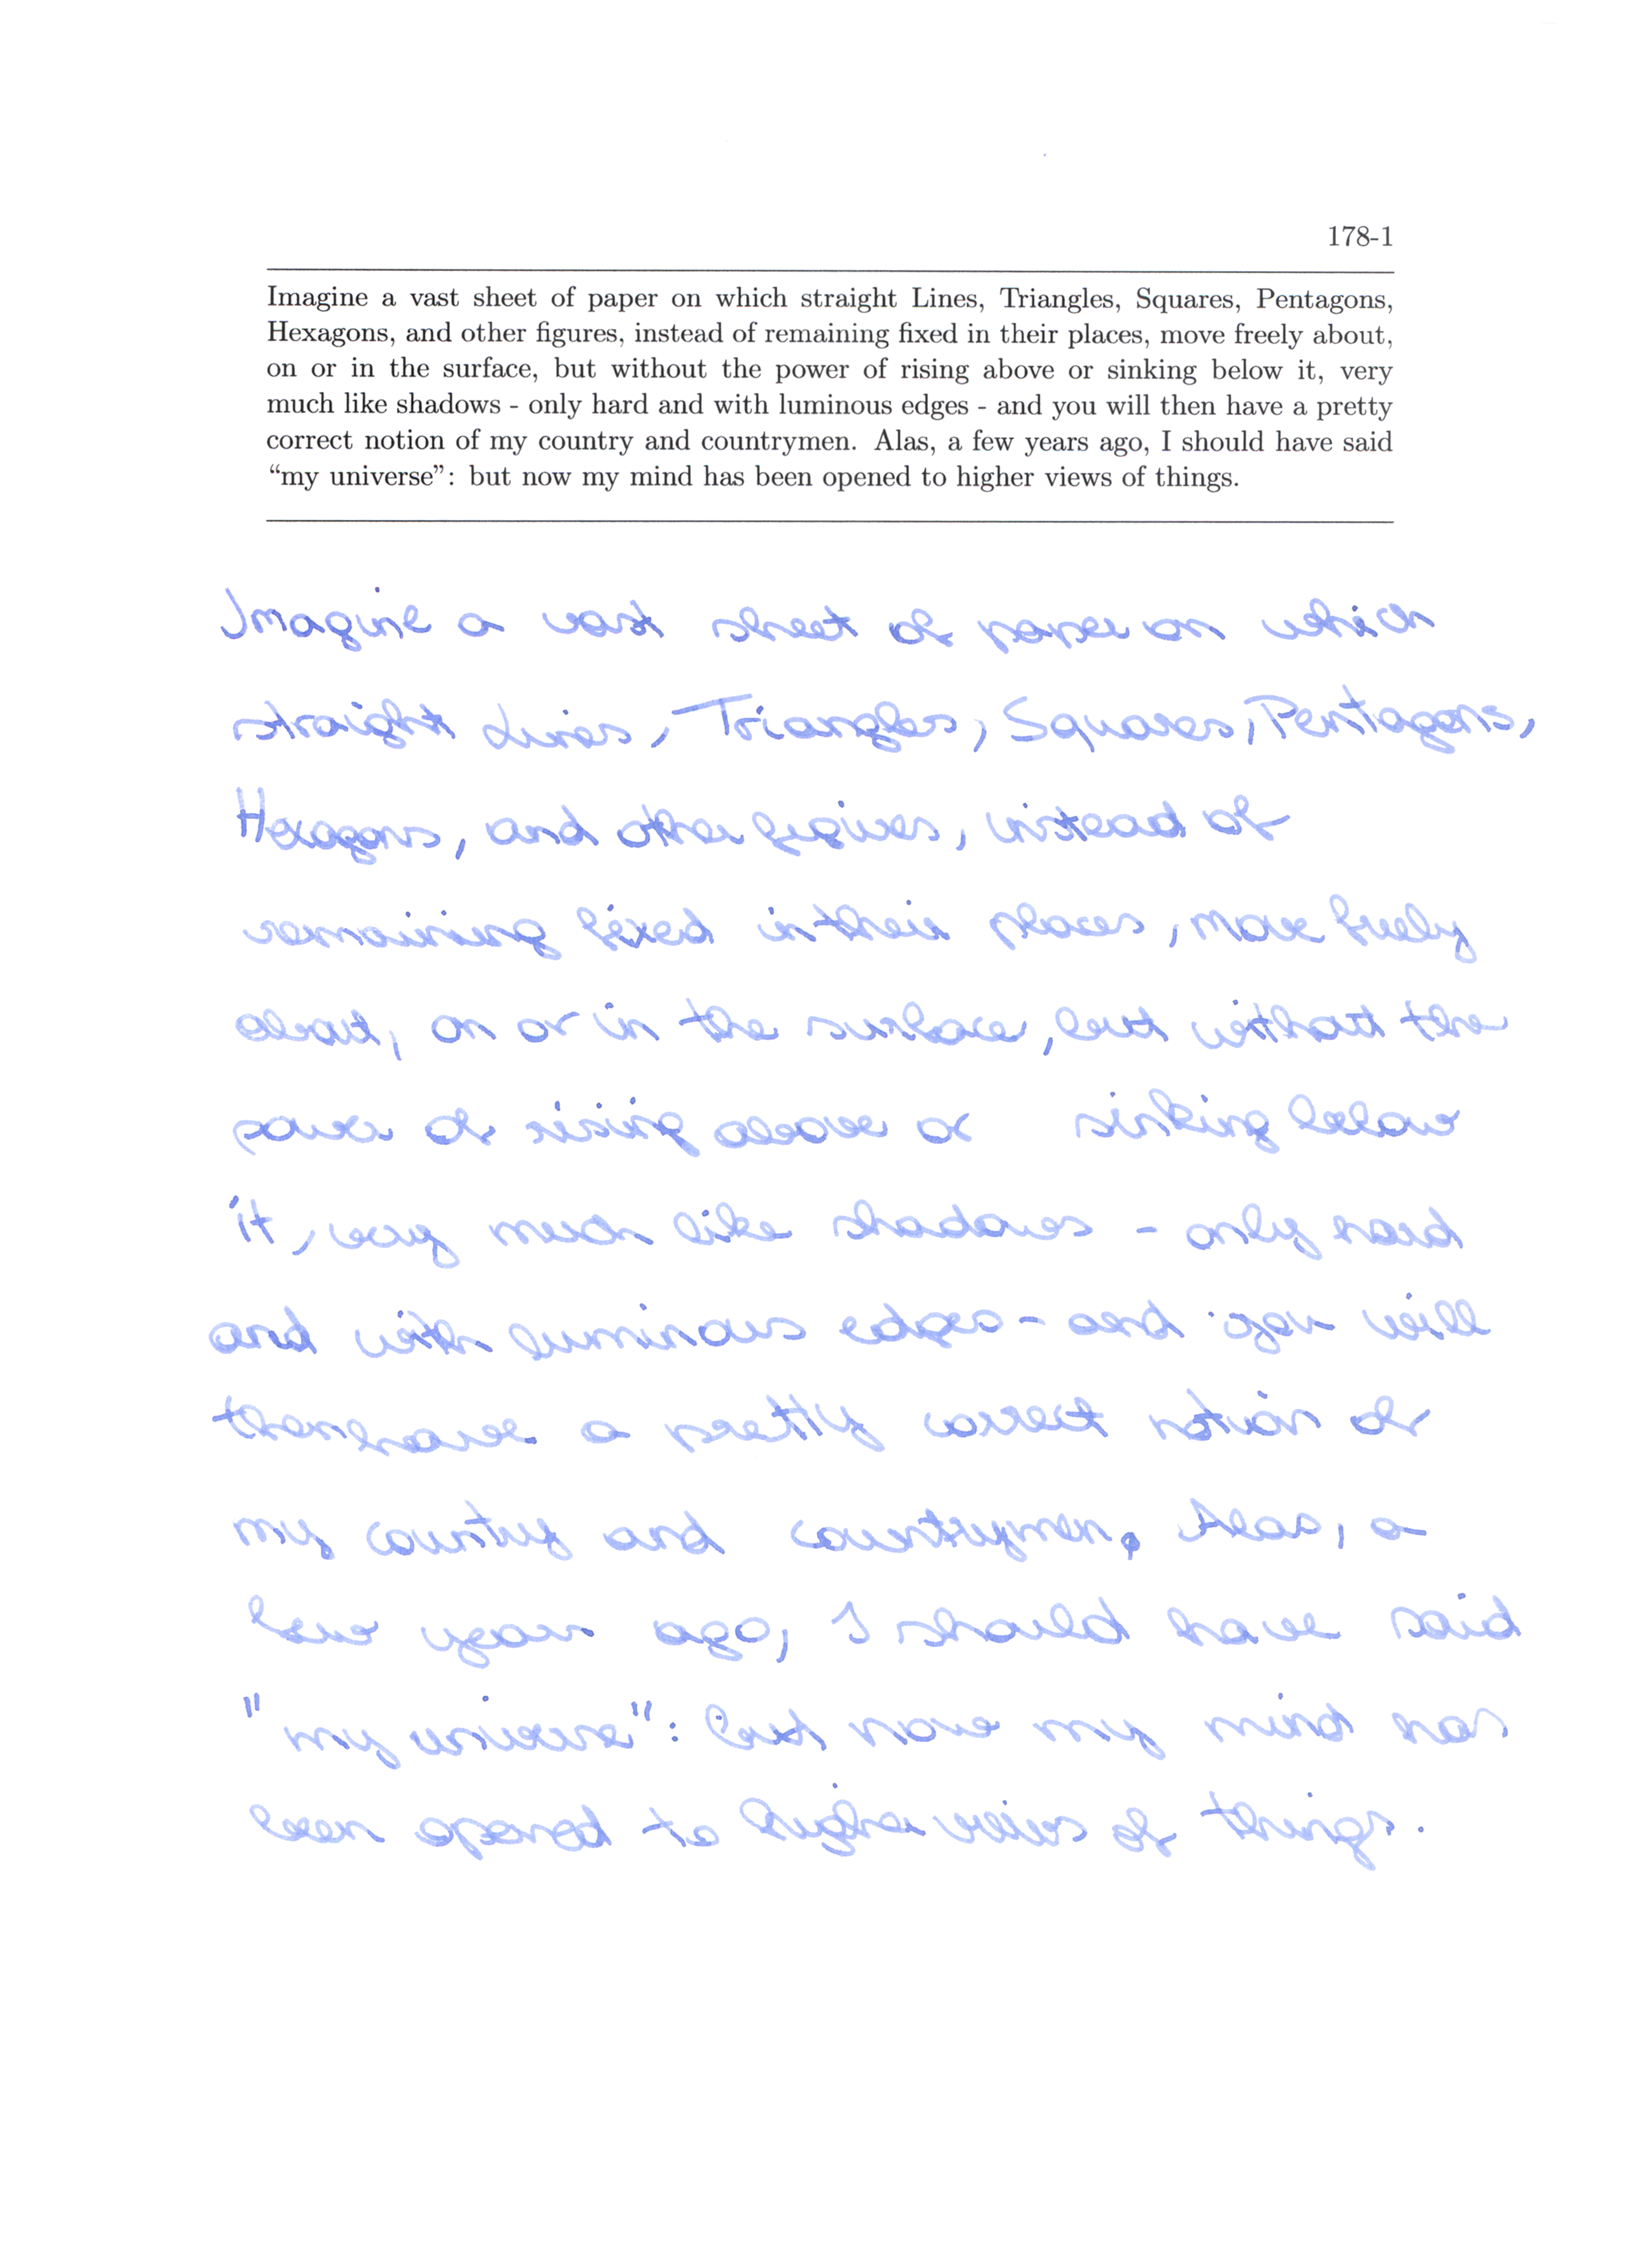 178-1
Imagine a vast sheet of paper on which straight Lines, Triangles, Squares, Pentagons,
Hexagons, and other figures, instead of remaining fixed in their places, move freely about,
on or in the surface, but without the power of rising above or sinking below it, very
much like shadows - only hard and with luminous edges - and you will then have a pretty
correct notion of my country and countrymen. Alas, a few years ago, I should have said
“my universe”: but now my mind has been opened to higher views of things.
Imagine a vast sheet of paper on which
straight Lines, Triangles, Squares, Pentagons,
Hexagons, and other figures, instead of
remaining fixed in their places, move freely
about, on or in the surface, but without the
power of rising above or sinking below
it, very much like shadows - only hard
and with luminous edges - and you will
then have a pretty correct notion of
my country and countrymen. Alas, a
few years ago, I should have said
"my universe": but now my mind has
been opened to higher views of things.